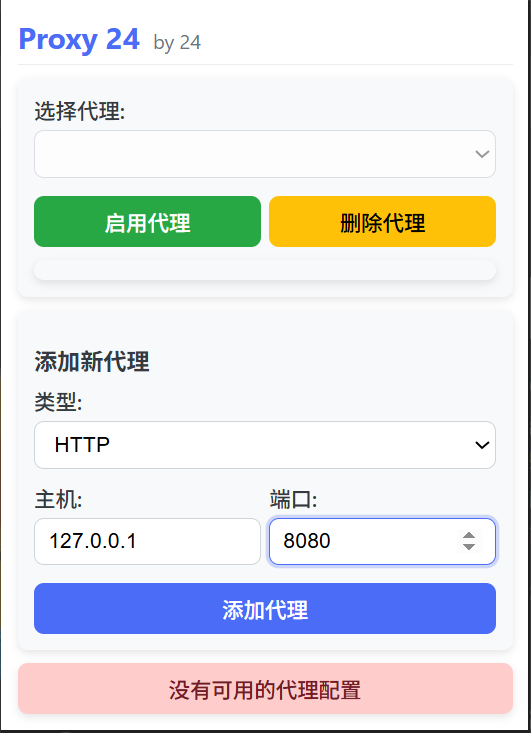 Proxy 24 by 24
选择代理:
启用代理 删除代理
添加新代理
类型:
HTTP
主机: 端口:
127.0.0.1 8080
添加代理
没有可用的代理配置